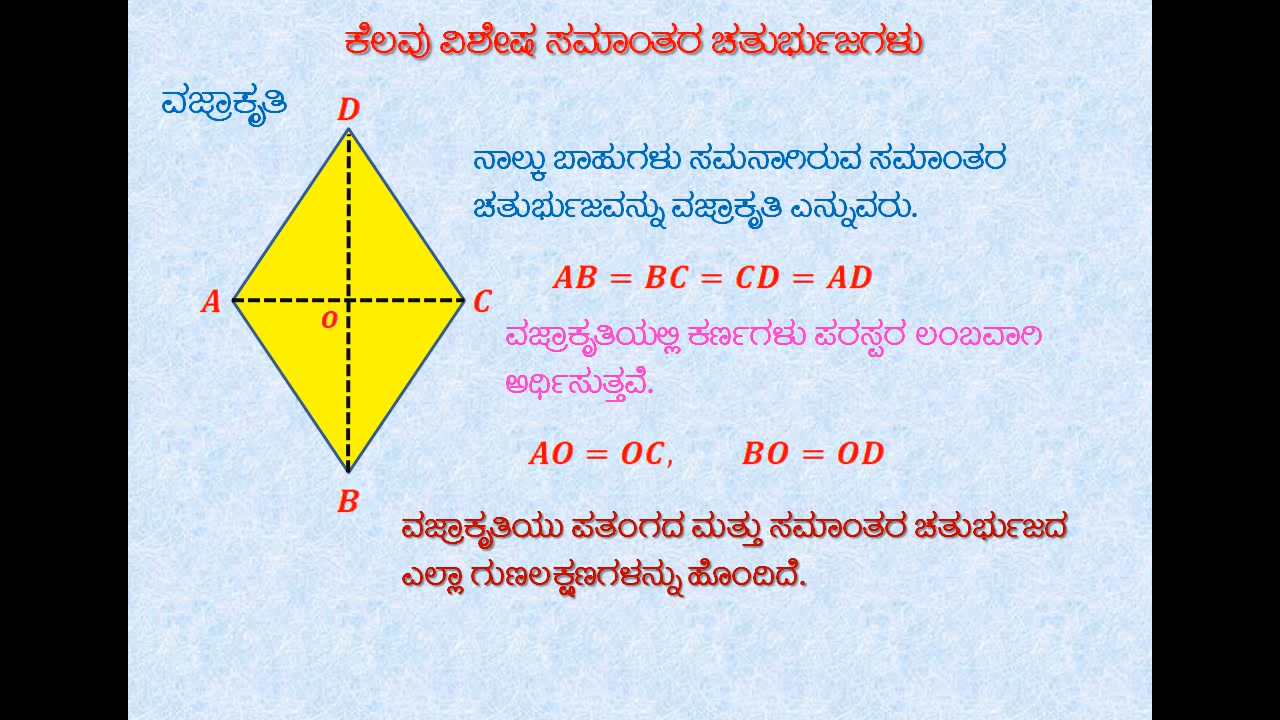 ಕೆಲವು ವಿಶೇಷ ಸಮಾಂತರ ಚತುರ್ಭುಜಗಳು
ವಜ್ರಾಕೃತಿ
D
ನಾಲ್ಕು ಬಾಹುಗಳು ಸಮನಾಗಿರುವ ಸಮಾಂತರ
ಚತುರ್ಭುಜವನ್ನು ವಜ್ರಾಕೃತಿ ಎನ್ನುವರು.
AB = BC = CD = AD
A
C
O
ವಜ್ರಾಕೃತಿಯಲ್ಲಿ ಕರ್ಣಗಳು ಪರಸ್ಪರ ಲಂಬವಾಗಿ
ಅರ್ಧಿಸುತ್ತವೆ.
AO = OC, BO = OD
B
ವಜ್ರಾಕೃತಿಯು ಪತಂಗದ ಮತ್ತು ಸಮಾಂತರ ಚತುರ್ಭುಜದ
ಎಲ್ಲಾ ಗುಣಲಕ್ಷಣಗಳನ್ನು ಹೊಂದಿದೆ.